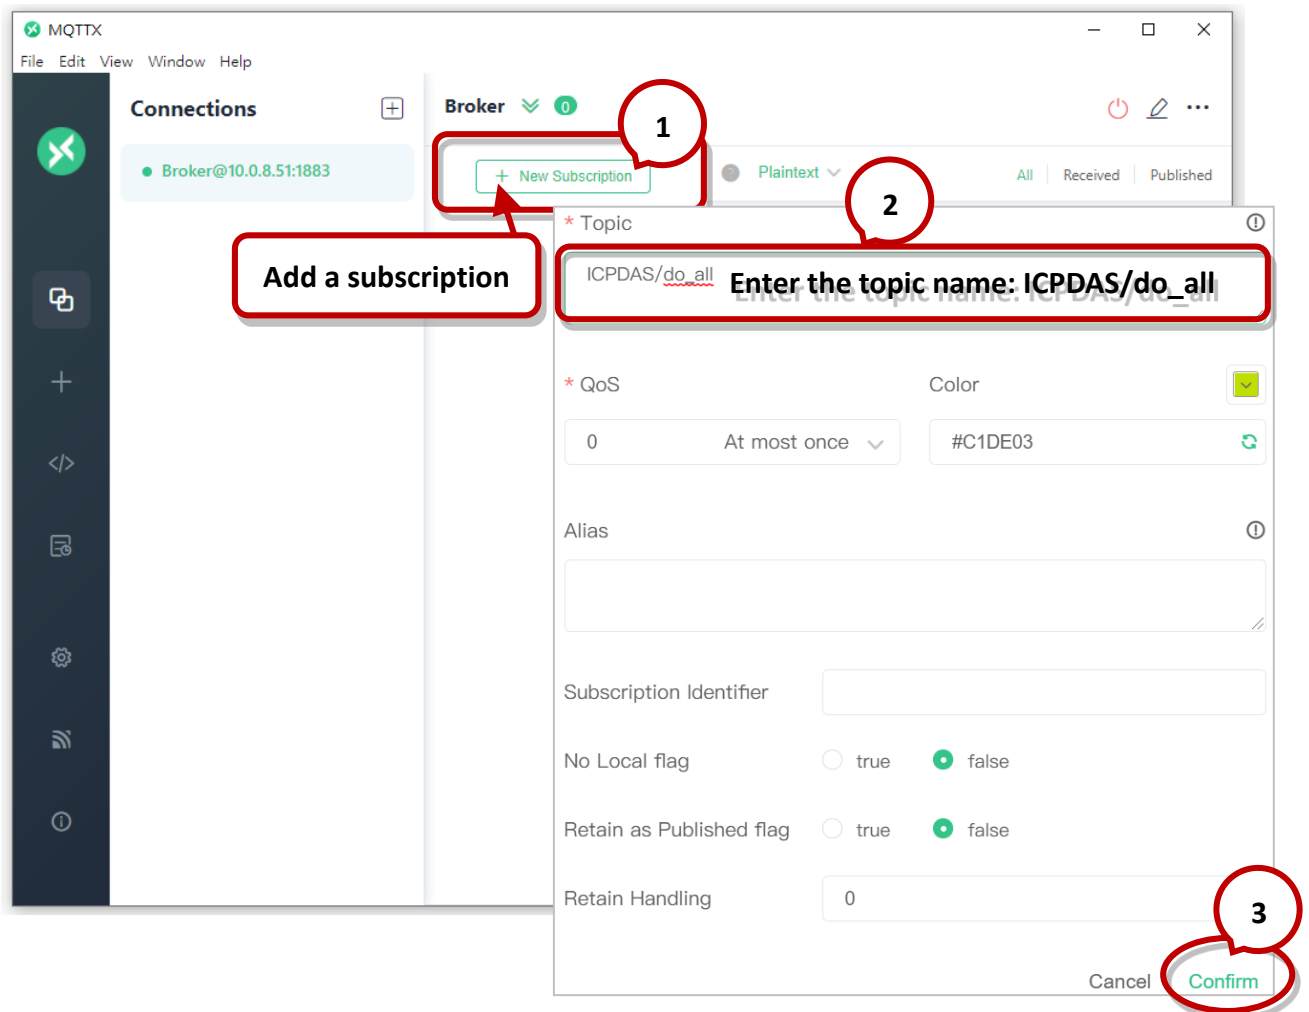 MQTTX
File Edit View Window Help
Connections
Broker 0
1
Broker@10.0.8.51:1883
+ New Subscription
Plaintext
All Received Published
2
* Topic
Add a subscription
ICPDAS/do_all
Enter the topic name: ICPDAS/do_all
* QoS
Color
0 At most once
#C1DE03
Alias
Subscription Identifier
No Local flag true false
Retain as Published flag true false
Retain Handling 0
3
Cancel Confirm